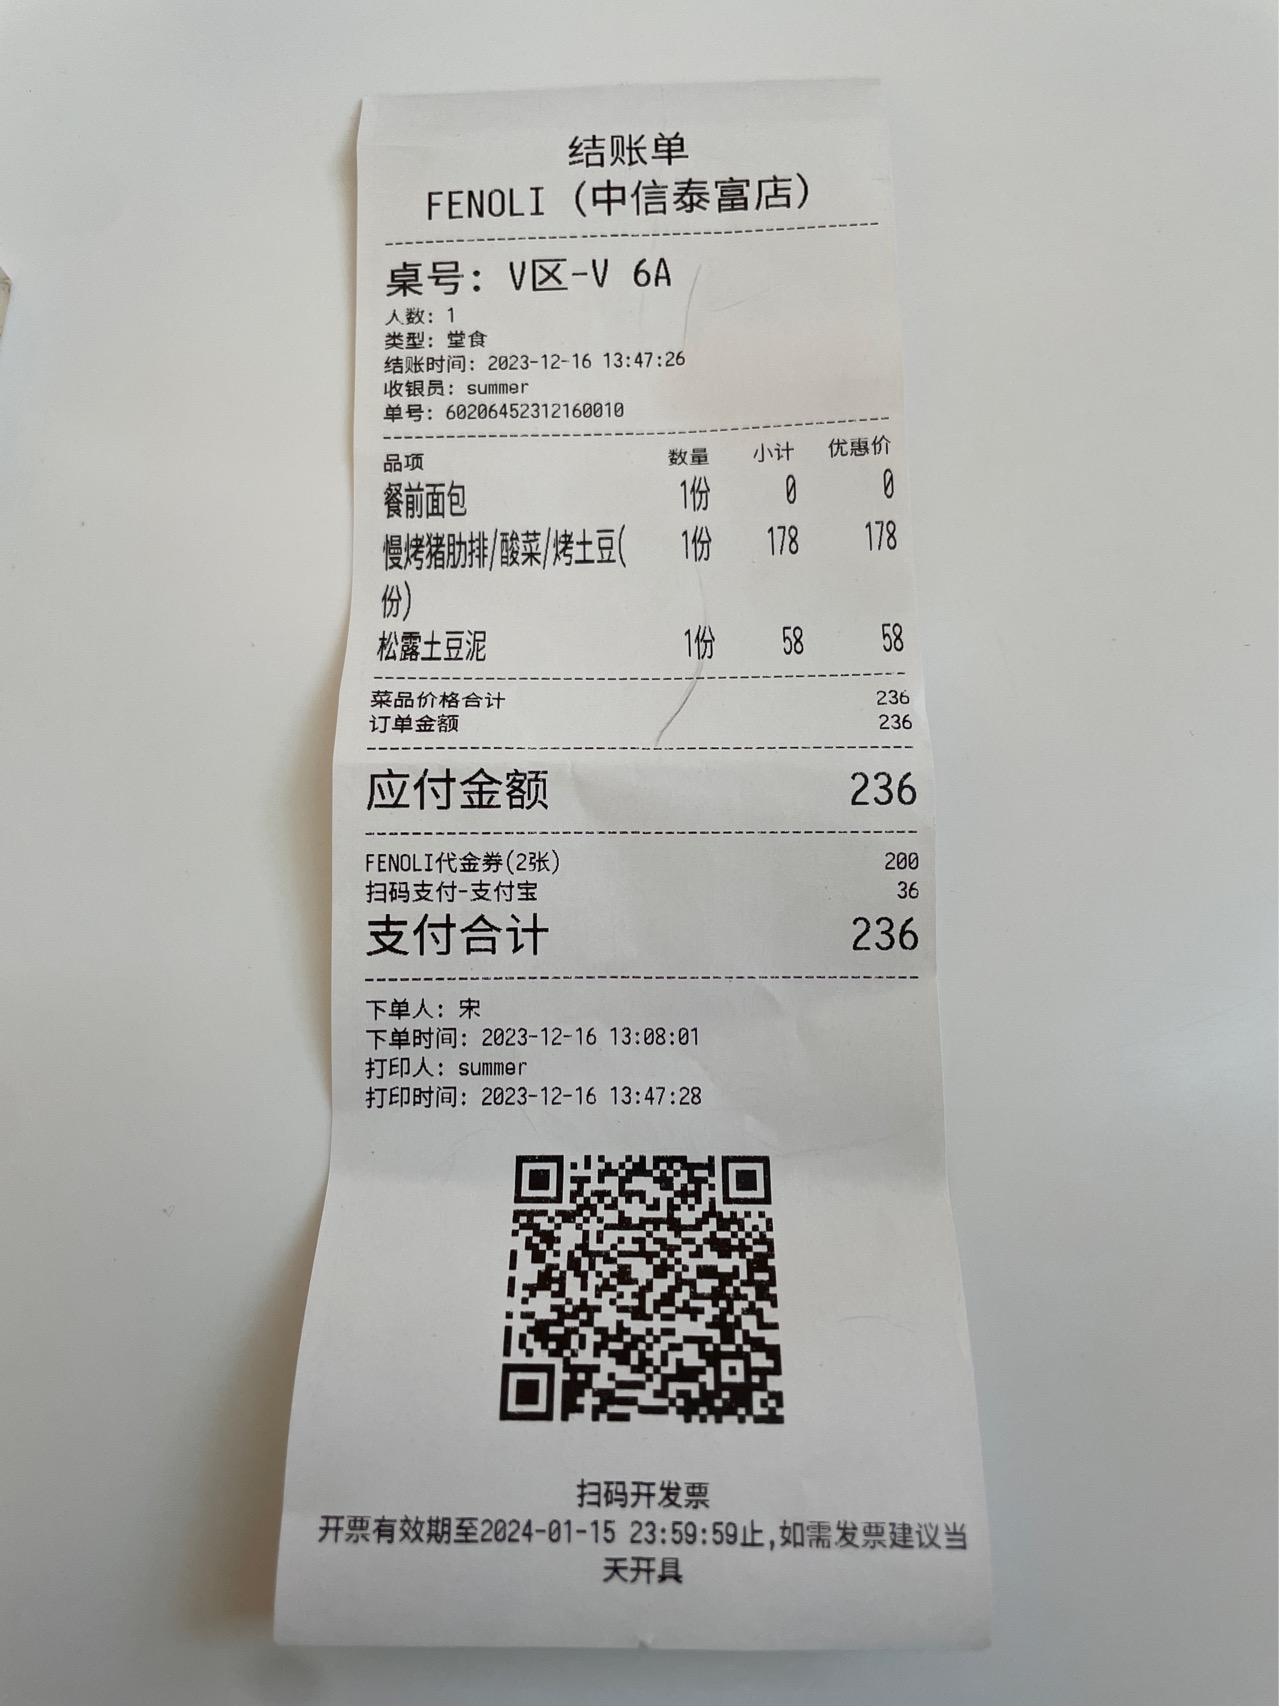 结账单
FENOLI（中信泰富店）
桌号: V区-V 6A
人数: 1
类型: 堂食
结账时间: 2023-12-16 13:47:26
收银员: summer
单号: 602064523121600​10
品项 数量 小计 优惠价
餐前面包 1份 0 0
慢烤猪肋排/酸菜/烤土豆( 1份 178 178
份)
松露土豆泥 1份 58 58
菜品价格合计 236
订单金额 236
应付金额 236
FENOLI代金券(2张) 200
扫码支付-支付宝 36
支付合计 236
下单人: 宋
下单时间: 2023-12-16 13:08:01
打印人: summer
打印时间: 2023-12-16 13:47:28
扫码开发票
开票有效期至2024-01-15 23:59:59止,如需发票建议当
天开具